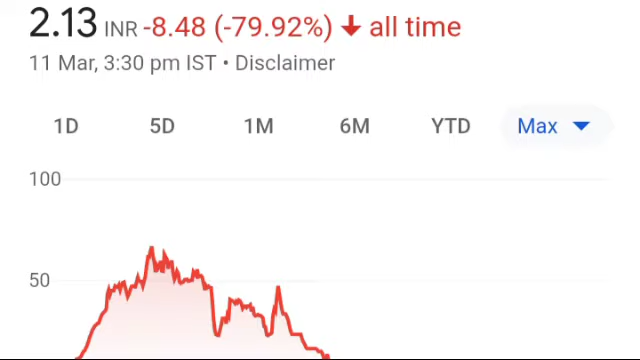 2.13 INR -8.48 (-79.92%) ↓ all time
11 Mar, 3:30 pm IST • Disclaimer
1D 5D 1M 6M YTD Max
100
50